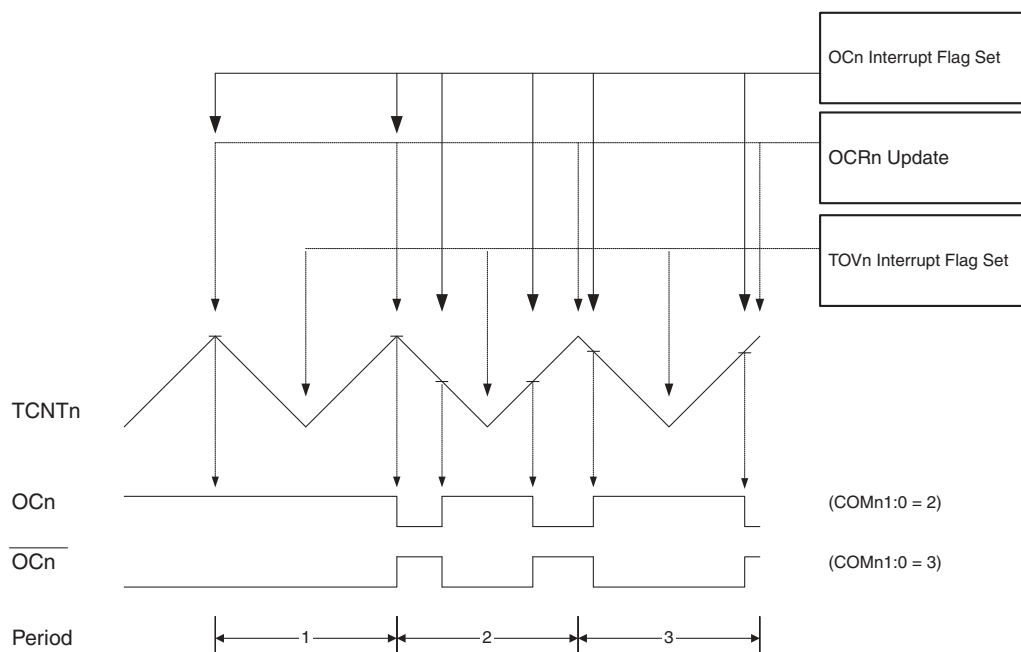 OCn Interrupt Flag Set
OCRn Update
TOVn Interrupt Flag Set
TCNTn
OCn
(COMn1:0 = 2)
OCn
(COMn1:0 = 3)
Period
1
2
3